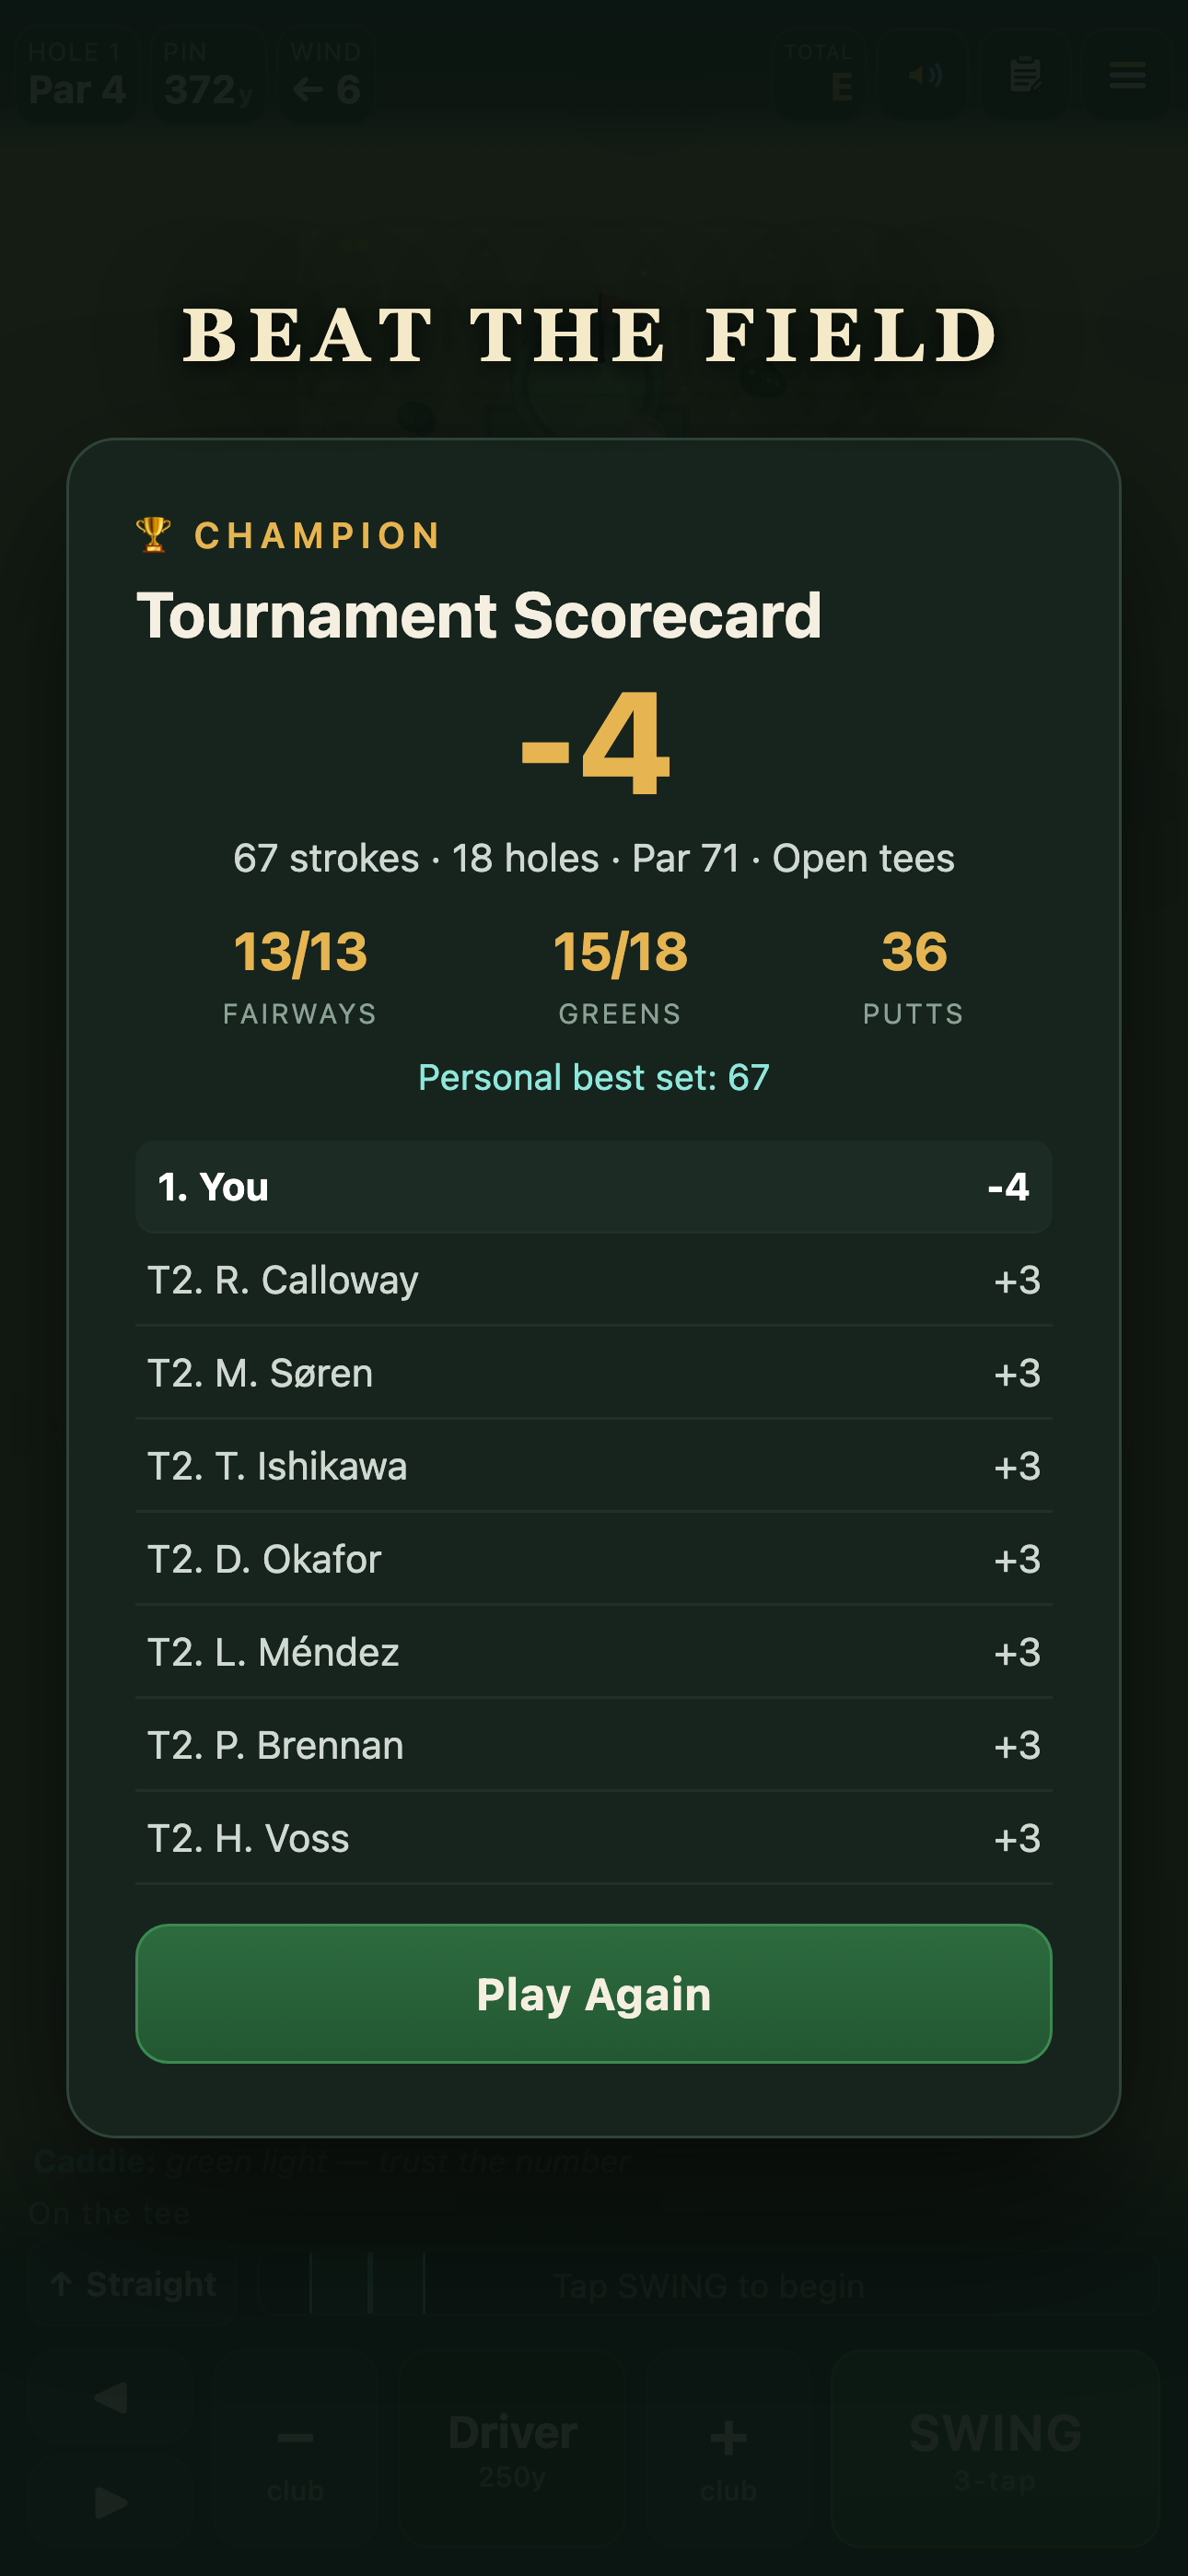 HOLE 1 PIN WIND TOTAL
Par 4 372y ← 6 E
BEAT THE FIELD
🏆 CHAMPION
Tournament Scorecard
-4
67 strokes · 18 holes · Par 71 · Open tees
13/13 15/18 36
FAIRWAYS GREENS PUTTS
Personal best set: 67
1. You -4
T2. R. Calloway +3
T2. M. Søren +3
T2. T. Ishikawa +3
T2. D. Okafor +3
T2. L. Méndez +3
T2. P. Brennan +3
T2. H. Voss +3
Play Again
Caddie: green light — trust the number
On the tee
↑ Straight Tap SWING to begin
◀ − Driver + SWING
▶ club 250y club 3-tap